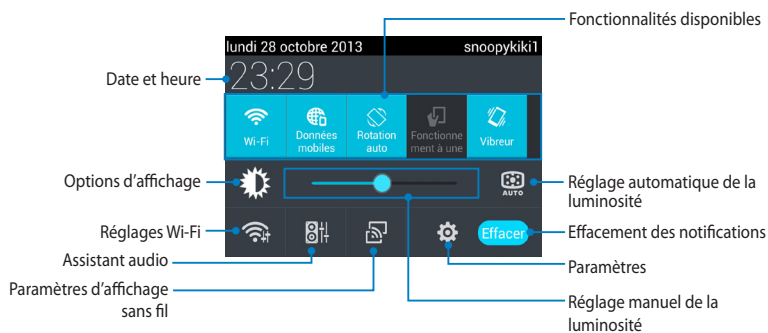 Fonctionnalités disponibles
lundi 28 octobre 2013 snoopykiki1
Date et heure
23:29
Wi-Fi
Données
mobiles
Rotation
auto
Fonctionne
ment à une
Vibreur
Options d'affichage
AUTO
Réglage automatique de la
luminosité
Réglages Wi-Fi
Effacer
Effacement des notifications
Assistant audio
Paramètres
Paramètres d'affichage
sans fil
Réglage manuel de la
luminosité